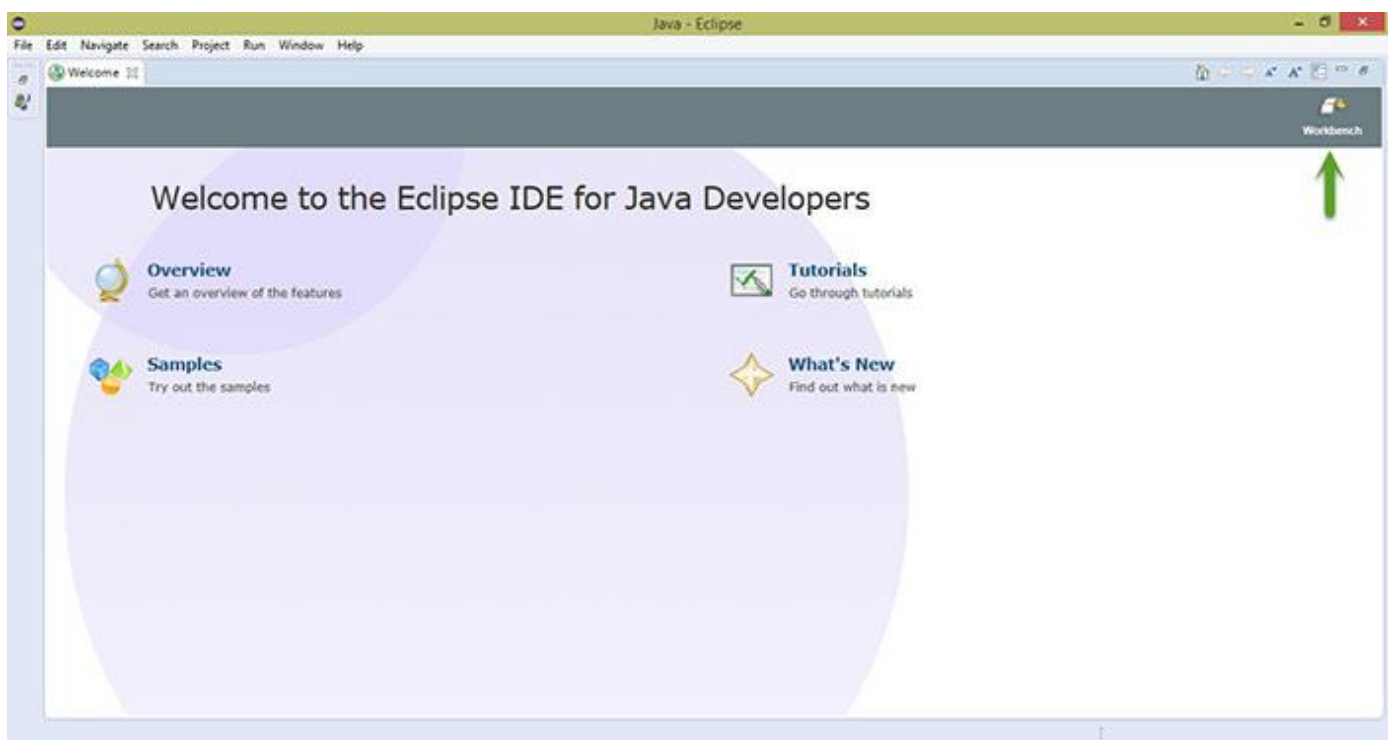 Java - Eclipse
File Edit Navigate Search Project Run Window Help
Welcome
Workbench
Welcome to the Eclipse IDE for Java Developers
Overview
Get an overview of the features
Tutorials
Go through tutorials
Samples
Try out the samples
What's New
Find out what is new